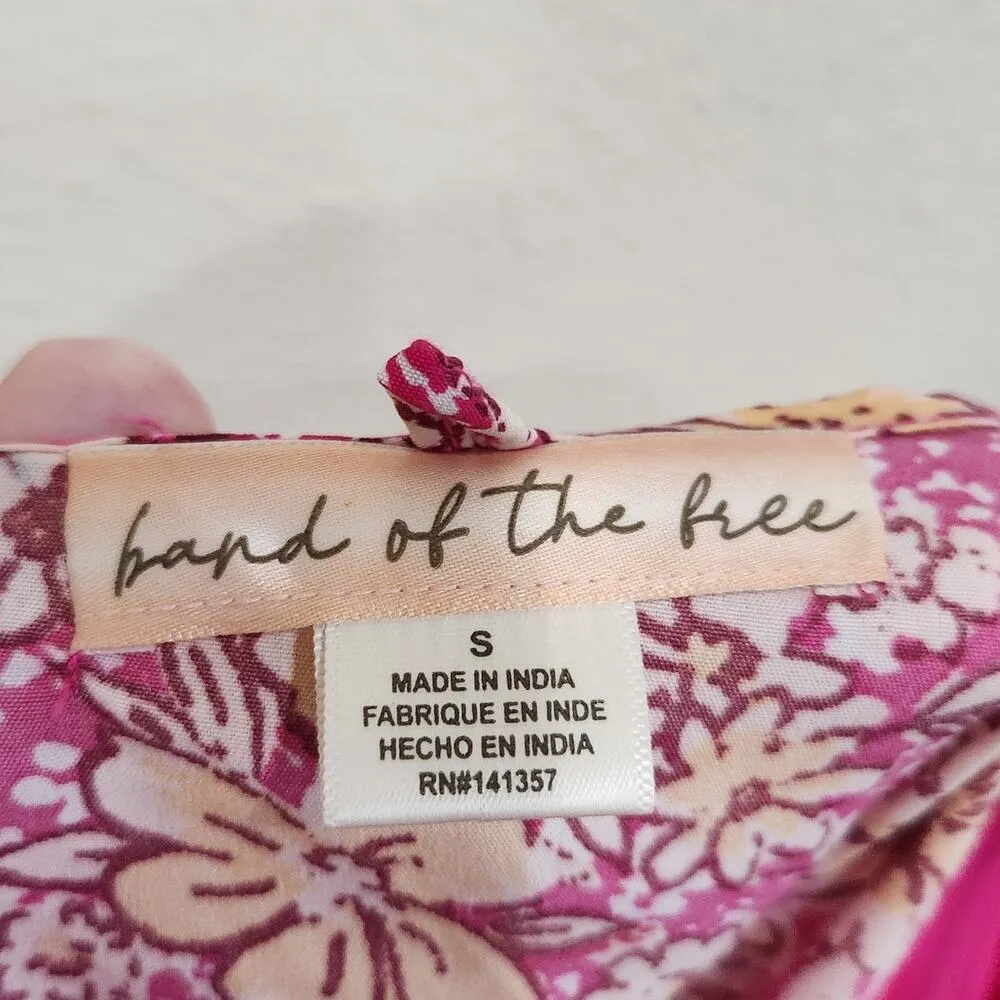 band of the free
S
MADE IN INDIA
FABRIQUE EN INDE
HECHO EN INDIA
RN#141357